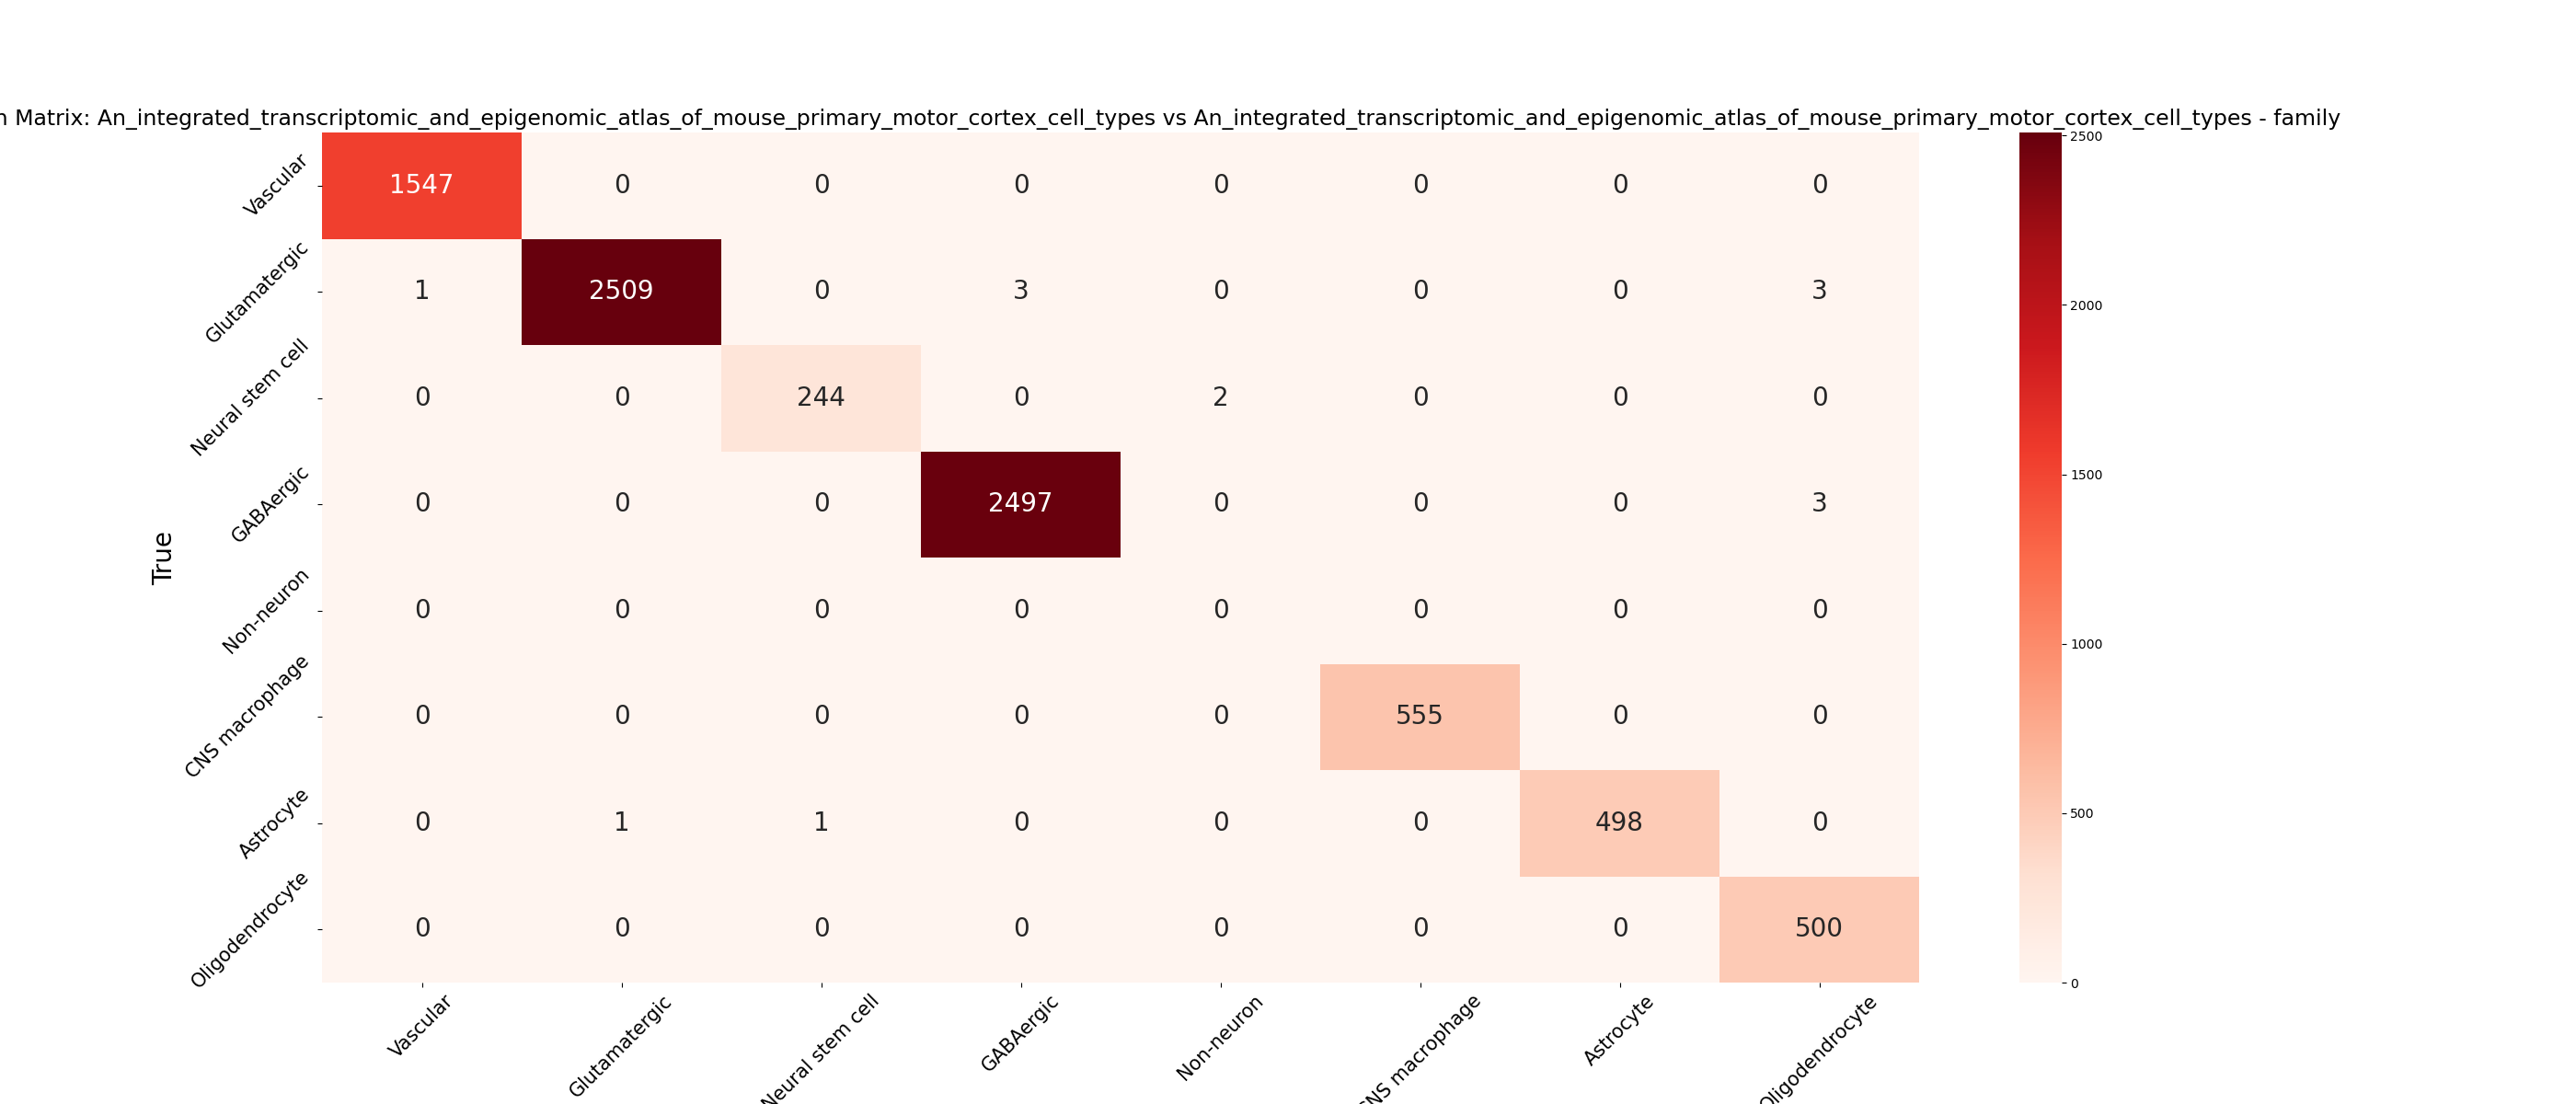 n Matrix: An_integrated_transcriptomic_and_epigenomic_atlas_of_mouse_primary_motor_cortex_cell_types vs An_integrated_transcriptomic_and_epigenomic_atlas_of_mouse_primary_motor_cortex_cell_types - family
True
Vascular 1547 0 0 0 0 0 0 0
Glutamatergic 1 2509 0 3 0 0 0 3
Neural stem cell 0 0 244 0 2 0 0 0
GABAergic 0 0 0 2497 0 0 0 3
Non-neuron 0 0 0 0 0 0 0 0
CNS macrophage 0 0 0 0 0 555 0 0
Astrocyte 0 1 1 0 0 0 498 0
Oligodendrocyte 0 0 0 0 0 0 0 500
Vascular Glutamatergic Neural stem cell GABAergic Non-neuron CNS macrophage Astrocyte Oligodendrocyte
2500
2000
1500
1000
500
0